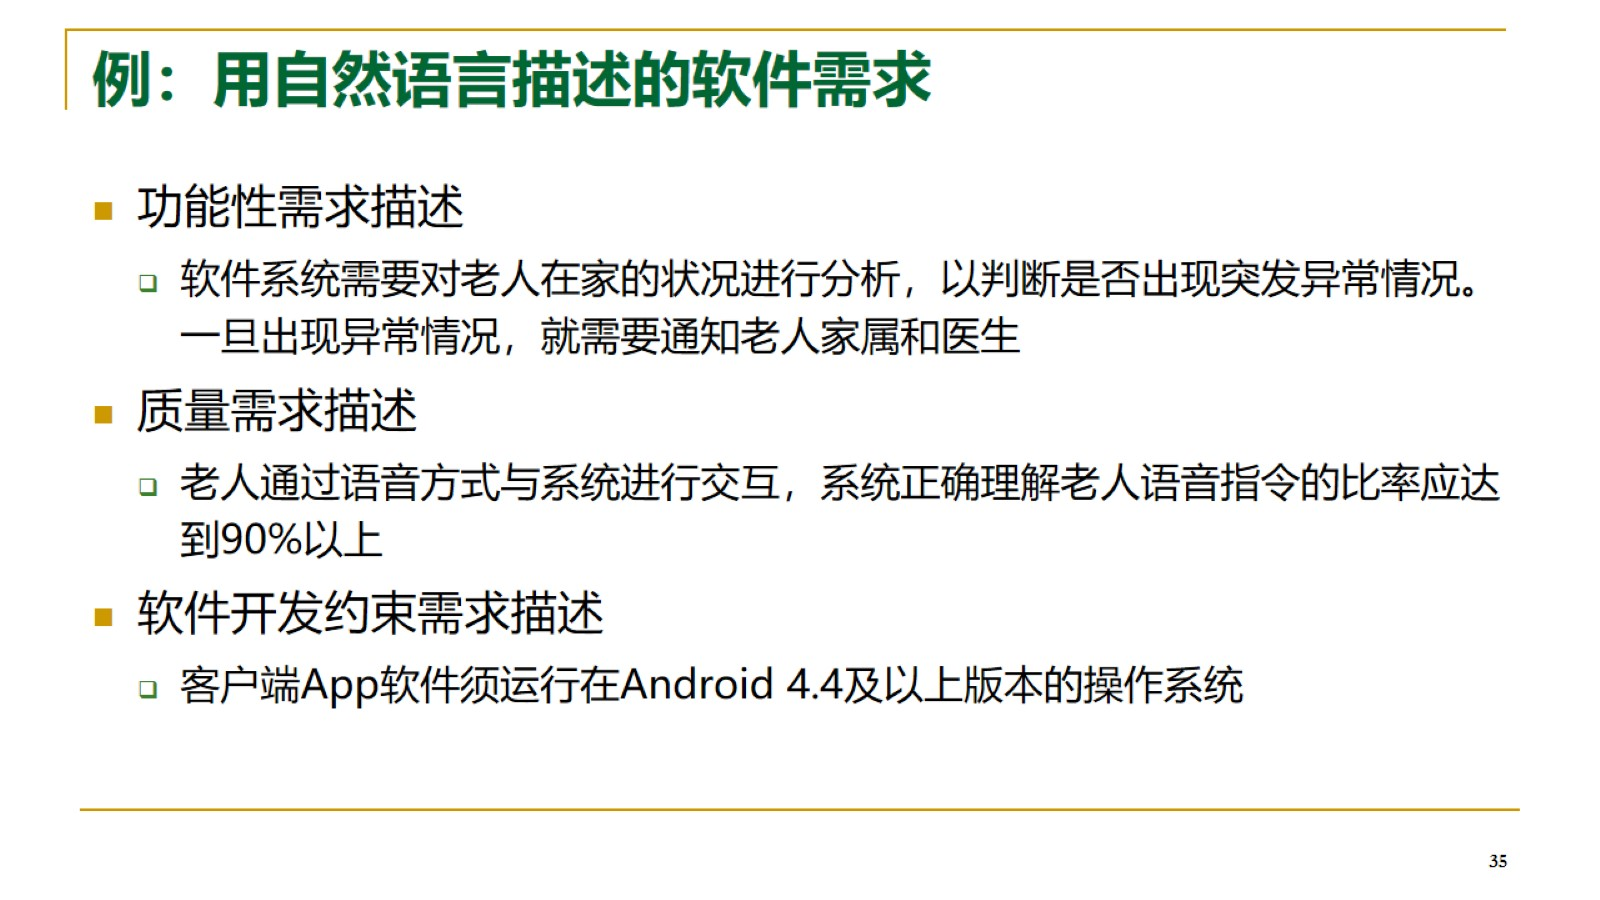 例：用自然语言描述的软件需求
功能性需求描述
软件系统需要对老人在家的状况进行分析，以判断是否出现突发异常情况。
一旦出现异常情况，就需要通知老人家属和医生
质量需求描述
老人通过语音方式与系统进行交互，系统正确理解老人语音指令的比率应达
到90%以上
软件开发约束需求描述
客户端App软件须运行在Android 4.4及以上版本的操作系统
35